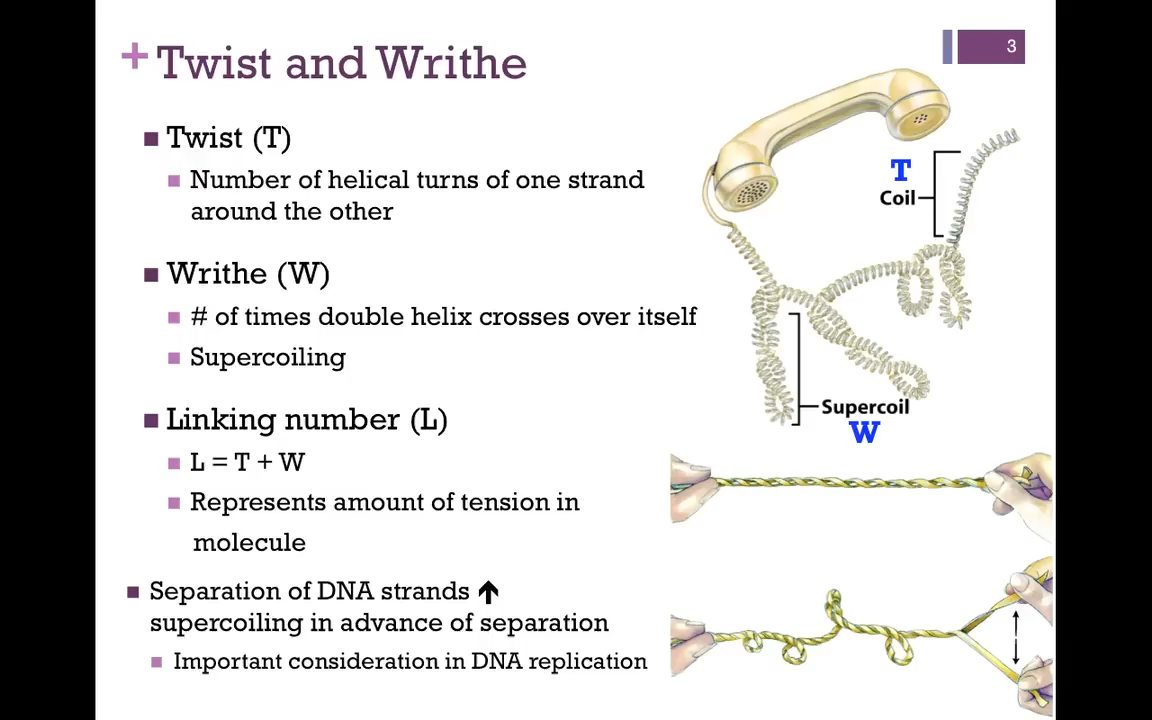 + Twist and Writhe
3
■ Twist (T)
■ Number of helical turns of one strand
around the other
■ Writhe (W)
■ # of times double helix crosses over itself
■ Supercoiling
■ Linking number (L)
■ L = T + W
■ Represents amount of tension in
molecule
■ Separation of DNA strands 🡅
supercoiling in advance of separation
■ Important consideration in DNA replication
T
Coil
Supercoil
W